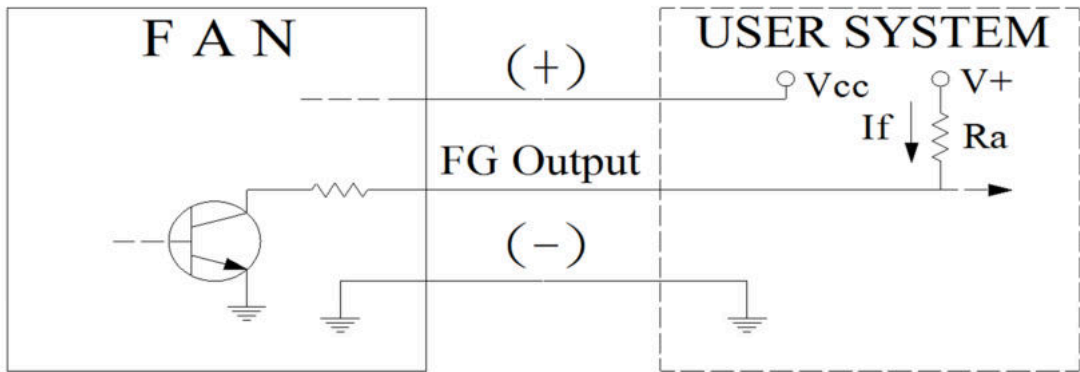 F A N
USER SYSTEM
(+)
Vcc
V+
If
Ra
FG Output
(-)